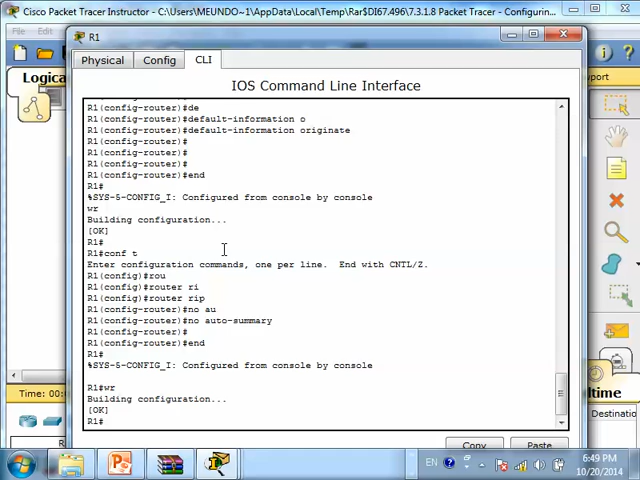 Cisco Packet Tracer Instructor - C:\Users\MEUNDO~1\AppData\Local\Temp\Rar$DI67.496\7.3.1.8 Packet Tracer - Configurin...
File
R1
Physical
Config
CLI
Logica
port
IOS Command Line Interface
R1(config-router)#de
R1(config-router)#default-information o
R1(config-router)#default-information originate
R1(config-router)#
R1(config-router)#
R1(config-router)#
R1(config-router)#end
R1#
%SYS-5-CONFIG_I: Configured from console by console
wr
Building configuration...
[OK]
R1#
R1#conf t
Enter configuration commands, one per line.  End with CNTL/Z.
R1(config)#rou
R1(config)#router ri
R1(config)#router rip
R1(config-router)#no au
R1(config-router)#no auto-summary
R1(config-router)#
R1(config-router)#end
R1#
%SYS-5-CONFIG_I: Configured from console by console
R1#wr
Building configuration...
[OK]
R1#
Time: 00:0
ltime
Destinatio
Copy
Paste
EN
6:49 PM
10/20/2014